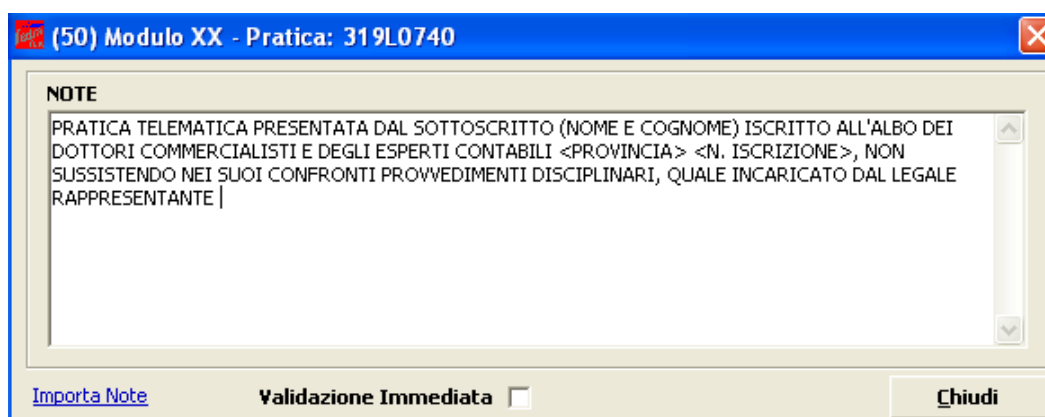 (50) Modulo XX - Pratica: 319L0740
NOTE
PRATICA TELEMATICA PRESENTATA DAL SOTTOSCRITTO (NOME E COGNOME) ISCRITTO ALL'ALBO DEI
DOTTORI COMMERCIALISTI E DEGLI ESPERTI CONTABILI <PROVINCIA> <N. ISCRIZIONE>, NON
SUSSISTENDO NEI SUOI CONFRONTI PROVVEDIMENTI DISCIPLINARI, QUALE INCARICATO DAL LEGALE
RAPPRESENTANTE
Importa Note Validazione Immediata Chiudi